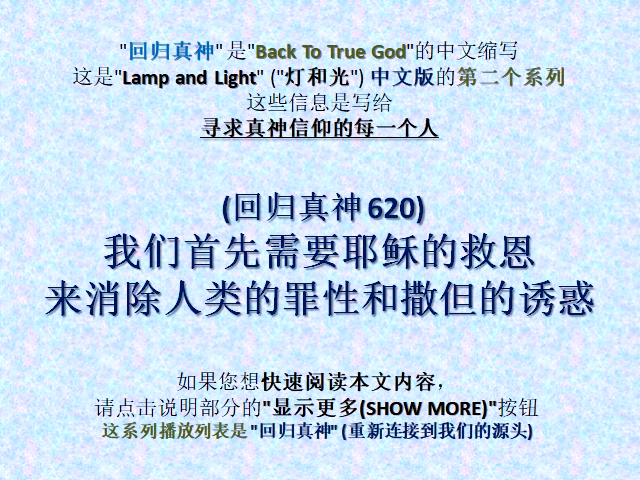 "回归真神" 是"Back To True God"的中文缩写
这是"Lamp and Light" ("灯和光") 中文版的第二个系列
这些信息是写给
寻求真神信仰的每一个人
(回归真神 620)
我们首先需要耶稣的救恩
来消除人类的罪性和撒但的诱惑
如果您想快速阅读本文内容，
请点击说明部分的"显示更多(SHOW MORE)"按钮
这系列播放列表是 "回归真神" (重新连接到我们的源头)